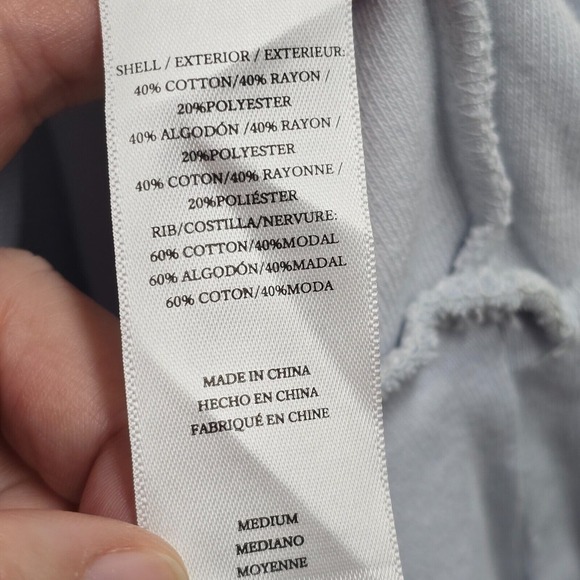 SHELL / EXTERIOR / EXTERIEUR:
40% COTTON/40% RAYON /
20%POLYESTER
40% ALGODÓN /40% RAYON /
20%POLYESTER
40% COTON/40% RAYONNE /
20%POLIÉSTER
RIB/COSTILLA/NERVURE:
60% COTTON/40%MODAL
60% ALGODÓN/40%MADAL
60% COTON/40%MODA
MADE IN CHINA
HECHO EN CHINA
FABRIQUÉ EN CHINE
MEDIUM
MEDIANO
MOYENNE